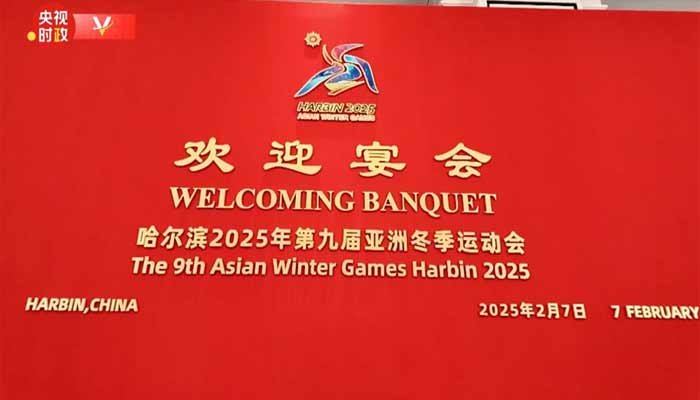 央视
时政
HARBIN 2025
ASIAN WINTER GAMES
欢迎宴会
WELCOMING BANQUET
哈尔滨2025年第九届亚洲冬季运动会
The 9th Asian Winter Games Harbin 2025
HARBIN,CHINA
2025年2月7日 7 FEBRUARY